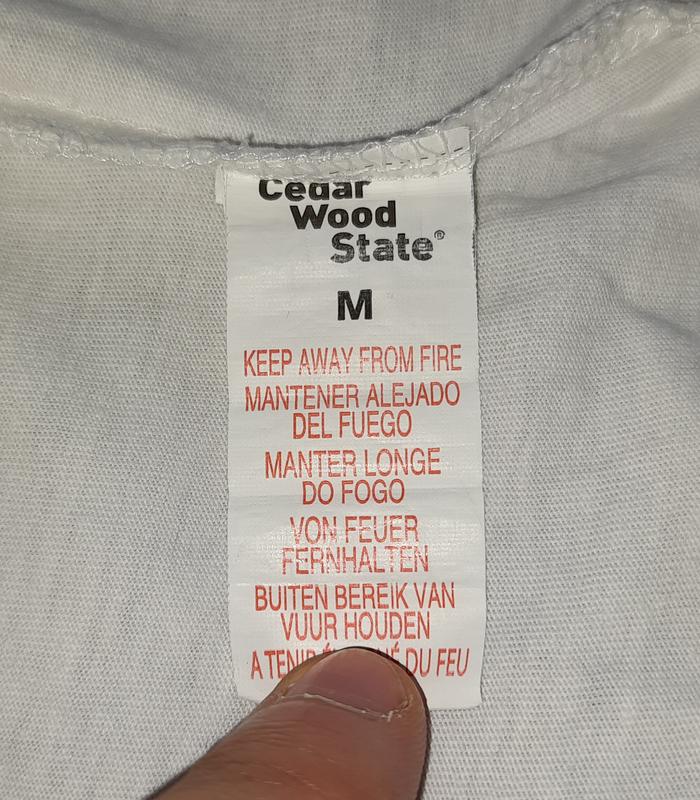 Cedar
Wood
State®
M
KEEP AWAY FROM FIRE
MANTENER ALEJADO
DEL FUEGO
MANTER LONGE
DO FOGO
VON FEUER
FERNHALTEN
BUITEN BEREIK VAN
VUUR HOUDEN
A TENIR DU FEU